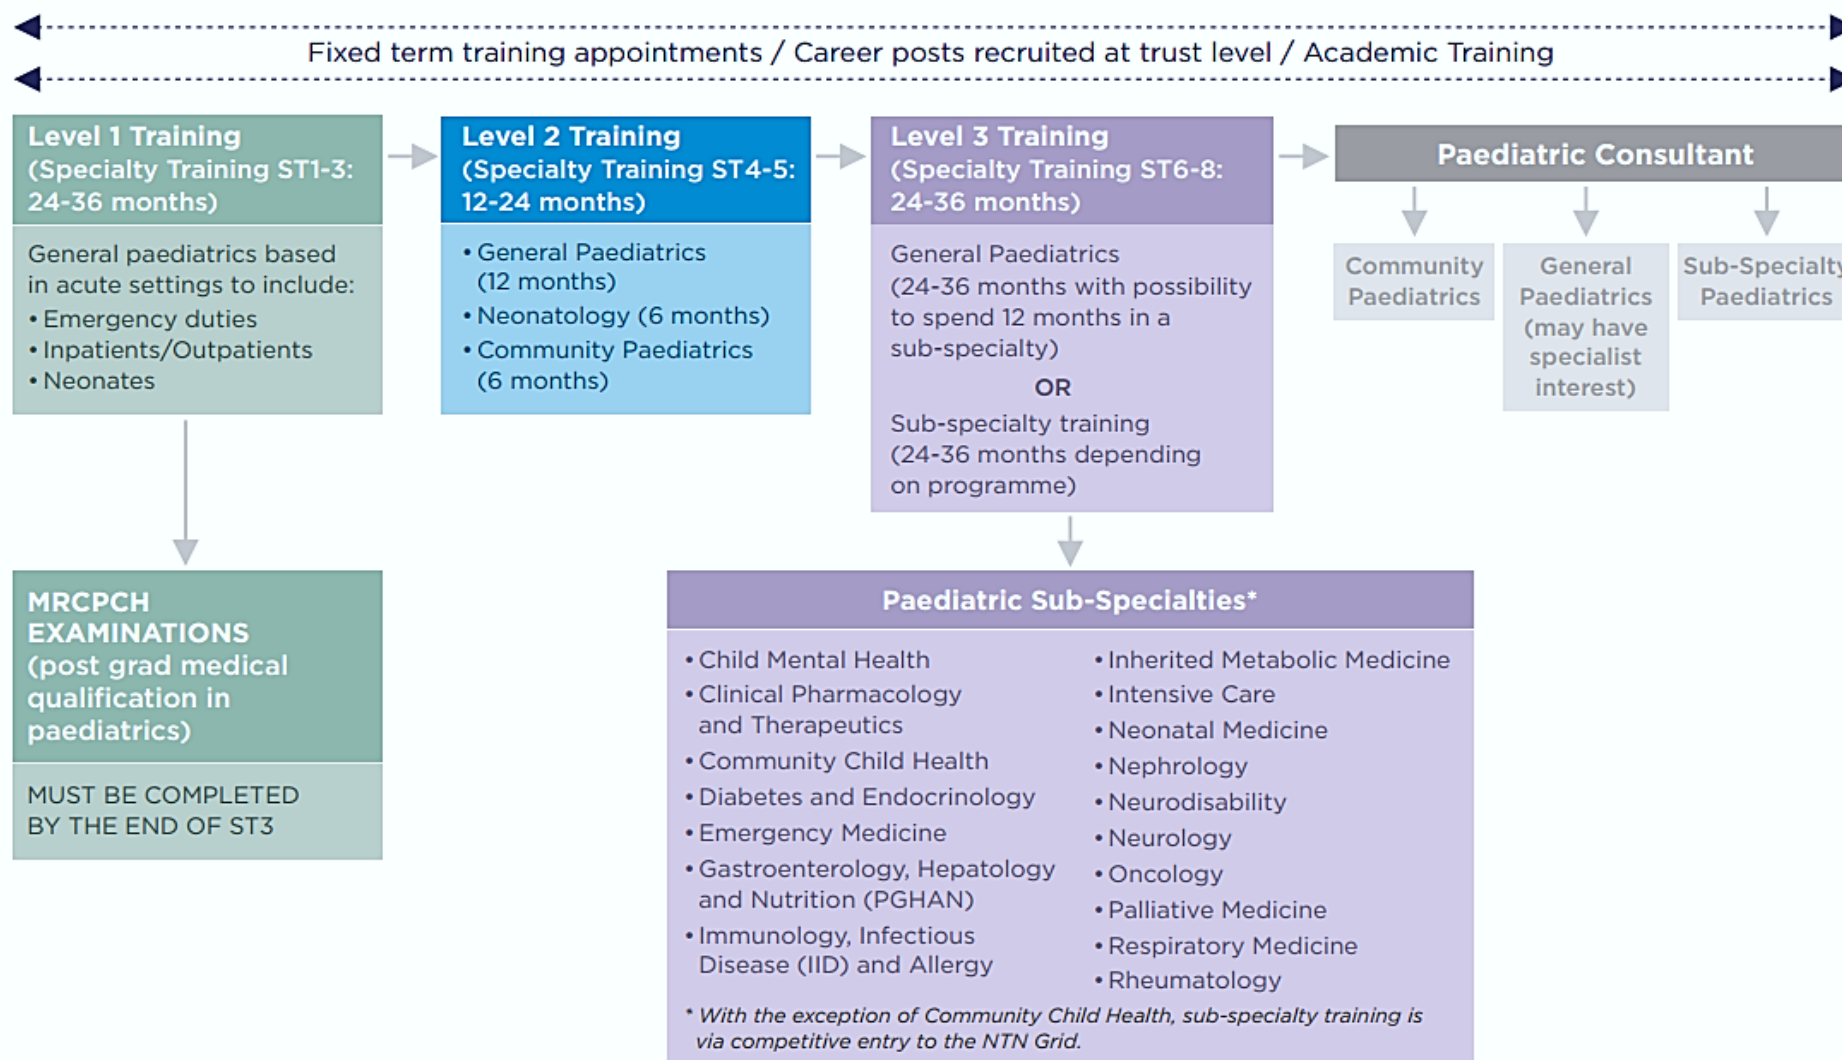 Fixed term training appointments / Career posts recruited at trust level / Academic Training
Level 1 Training
(Specialty Training ST1-3:
24-36 months)
General paediatrics based
in acute settings to include:
• Emergency duties
• Inpatients/Outpatients
• Neonates
MRCPCH
EXAMINATIONS
(post grad medical
qualification in
paediatrics)
MUST BE COMPLETED
BY THE END OF ST3
Level 2 Training
(Specialty Training ST4-5:
12-24 months)
• General Paediatrics
(12 months)
• Neonatology (6 months)
• Community Paediatrics
(6 months)
Level 3 Training
(Specialty Training ST6-8:
24-36 months)
General Paediatrics
(24-36 months with possibility
to spend 12 months in a
sub-specialty)
OR
Sub-specialty training
(24-36 months depending
on programme)
Paediatric Sub-Specialties*
• Child Mental Health
• Clinical Pharmacology
and Therapeutics
• Community Child Health
• Diabetes and Endocrinology
• Emergency Medicine
• Gastroenterology, Hepatology
and Nutrition (PGHAN)
• Immunology, Infectious
Disease (IID) and Allergy
• Inherited Metabolic Medicine
• Intensive Care
• Neonatal Medicine
• Nephrology
• Neurodisability
• Neurology
• Oncology
• Palliative Medicine
• Respiratory Medicine
• Rheumatology
* With the exception of Community Child Health, sub-specialty training is
via competitive entry to the NTN Grid.
Paediatric Consultant
Community
Paediatrics
General
Paediatrics
(may have
specialist
interest)
Sub-Specialty
Paediatrics